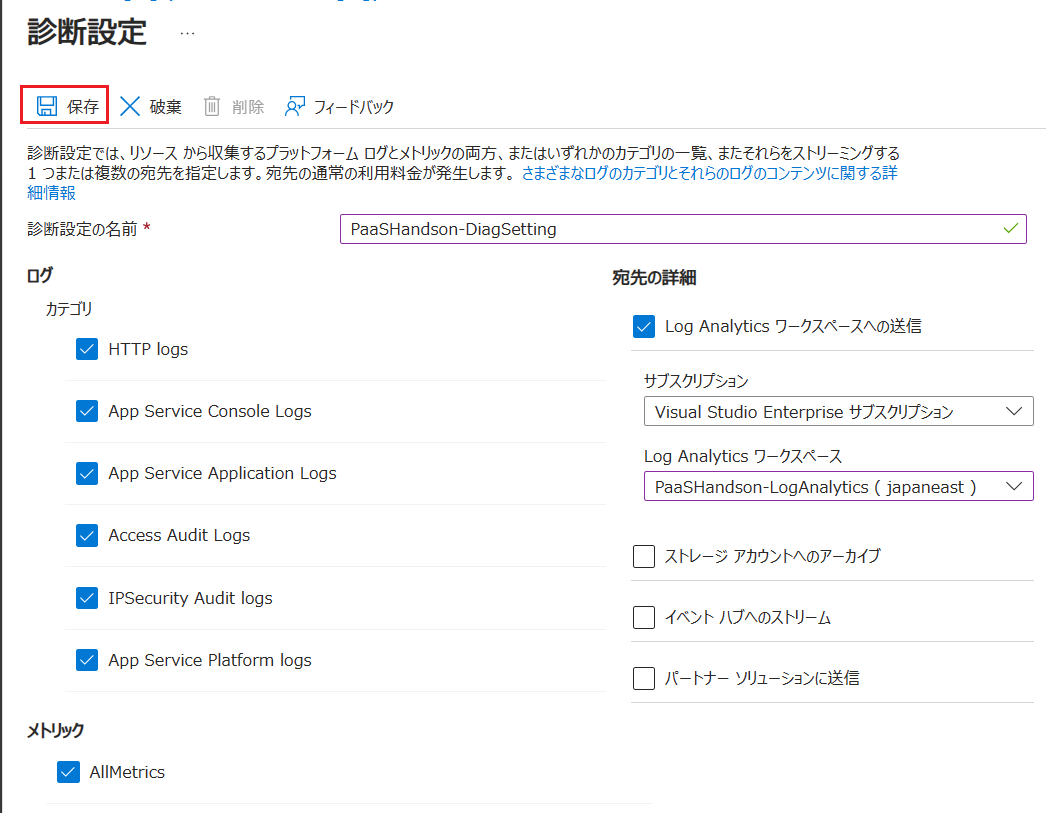 診断設定 …
保存 破棄 削除 フィードバック
診断設定では、リソース から収集するプラットフォーム ログとメトリックの両方、またはいずれかのカテゴリの一覧、またそれらをストリーミングする
1 つまたは複数の宛先を指定します。宛先の通常の利用料金が発生します。 さまざまなログのカテゴリとそれらのログのコンテンツに関する詳
細情報
診断設定の名前 *
PaaSHandson-DiagSetting
ログ
カテゴリ
HTTP logs
App Service Console Logs
App Service Application Logs
Access Audit Logs
IPSecurity Audit logs
App Service Platform logs
メトリック
AllMetrics
宛先の詳細
Log Analytics ワークスペースへの送信
サブスクリプション
Visual Studio Enterprise サブスクリプション
Log Analytics ワークスペース
PaaSHandson-LogAnalytics ( japaneast )
ストレージ アカウントへのアーカイブ
イベント ハブへのストリーム
パートナー ソリューションに送信